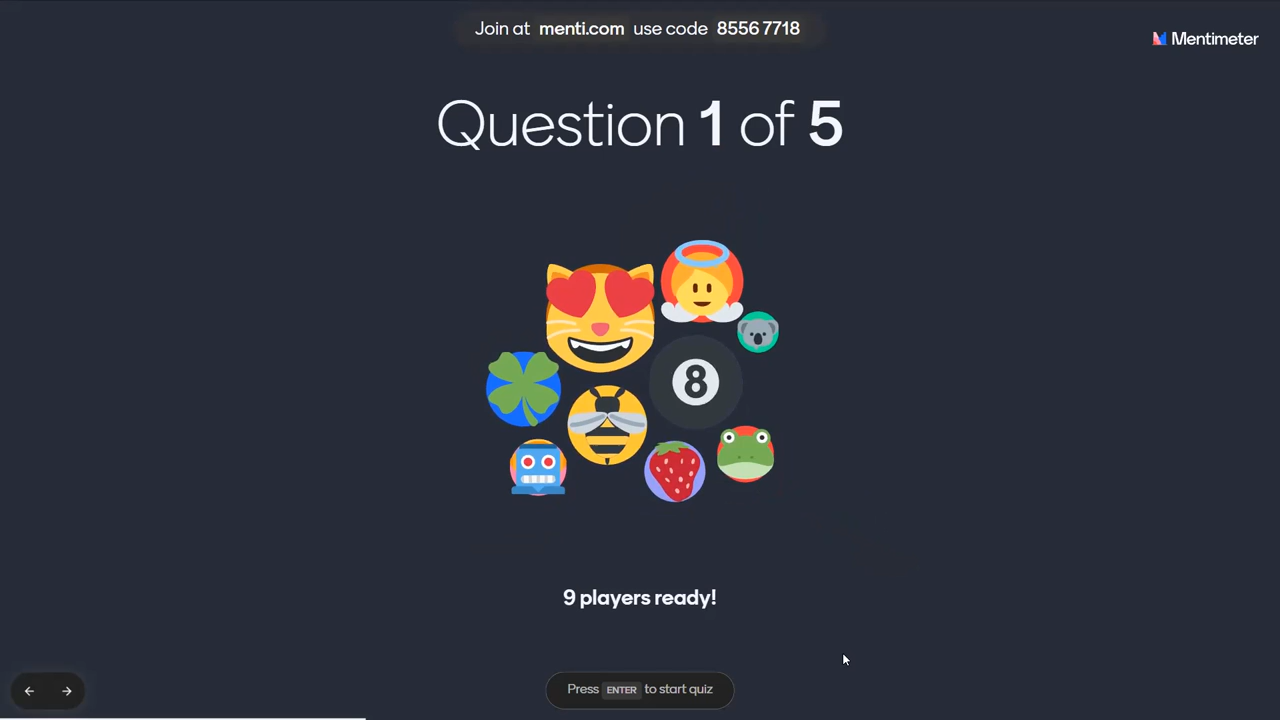 Join at menti.com use code 8556 7718
Mentimeter
Question 1 of 5
8
9 players ready!
Press ENTER to start quiz